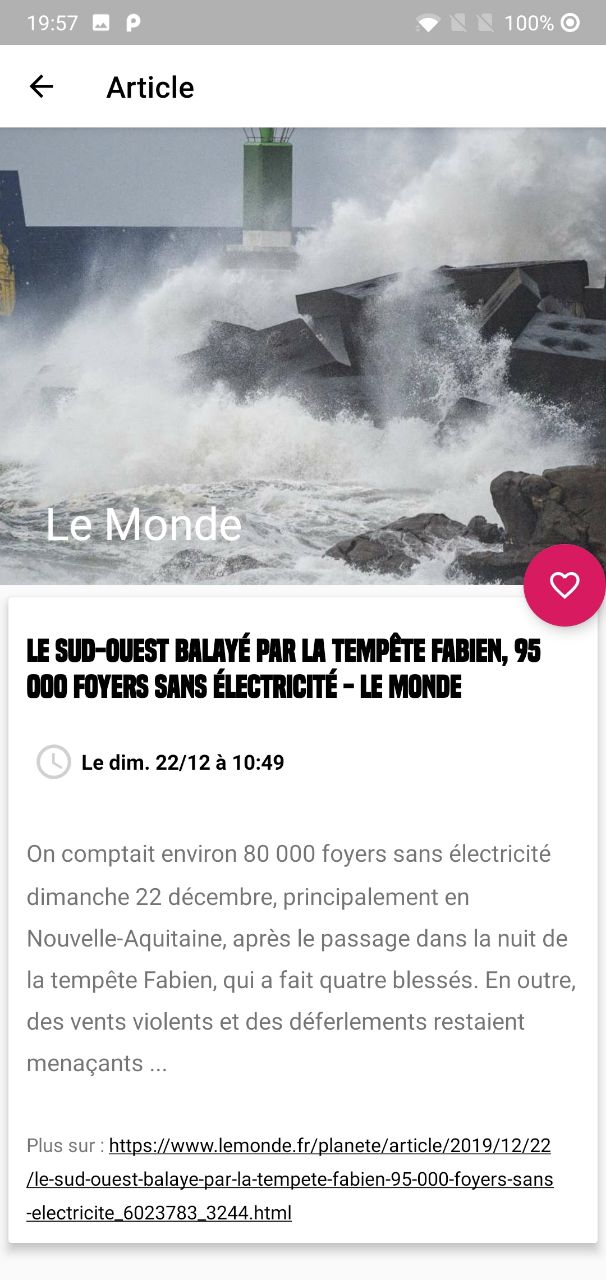 19:57
100%
Article
Le Monde
LE SUD-OUEST BALAYÉ PAR LA TEMPÊTE FABIEN, 95
000 FOYERS SANS ÉLECTRICITÉ - LE MONDE
Le dim. 22/12 à 10:49
On comptait environ 80 000 foyers sans électricité
dimanche 22 décembre, principalement en
Nouvelle-Aquitaine, après le passage dans la nuit de
la tempête Fabien, qui a fait quatre blessés. En outre,
des vents violents et des déferlements restaient
menaçants ...
Plus sur : https://www.lemonde.fr/planete/article/2019/12/22
/le-sud-ouest-balaye-par-la-tempete-fabien-95-000-foyers-sans
-electricite_6023783_3244.html